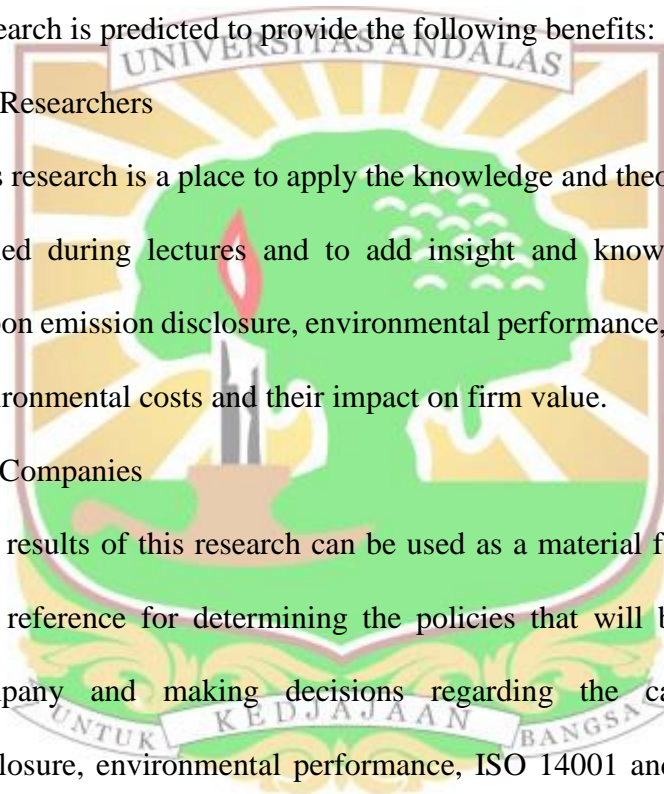 earch is predicted to provide the following benefits:
UNIVERSITAS ANDALAS
Researchers
s research is a place to apply the knowledge and theo
ed during lectures and to add insight and know
on emission disclosure, environmental performance,
ironmental costs and their impact on firm value.
Companies
results of this research can be used as a material f
reference for determining the policies that will b
pany and making decisions regarding the ca
UNTUK KEDJAJAAN BANGSA
losure, environmental performance, ISO 14001 and